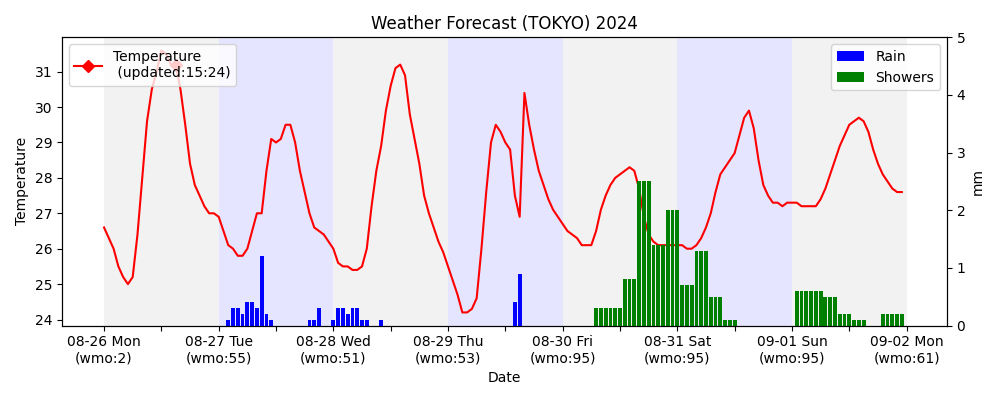 Weather Forecast (TOKYO) 2024
Temperature
(updated:15:24)
Rain
Showers
31
30
29
28
27
26
25
24
Temperature
5
4
3
2
1
0
mm
08-26 Mon
(wmo:2)
08-27 Tue
(wmo:55)
08-28 Wed
(wmo:51)
08-29 Thu
(wmo:53)
08-30 Fri
(wmo:95)
08-31 Sat
(wmo:95)
09-01 Sun
(wmo:95)
09-02 Mon
(wmo:61)
Date